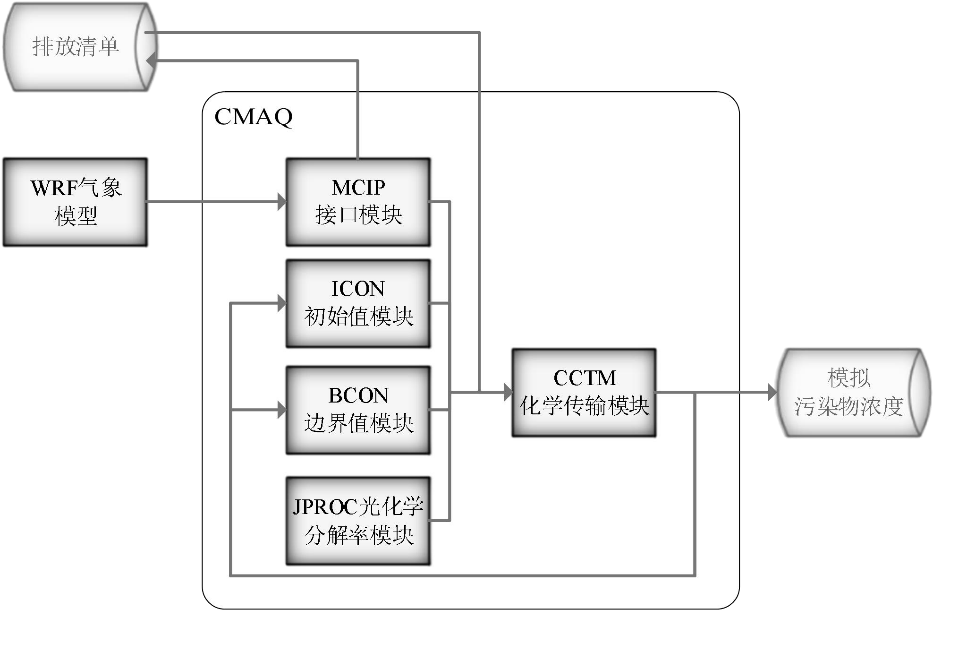 排放清单
CMAQ
WRF气象
模型
MCIP
接口模块
ICON
初始值模块
BCON
边界值模块
JPROC光化学
分解率模块
CCTM
化学传输模块
模拟
污染物浓度